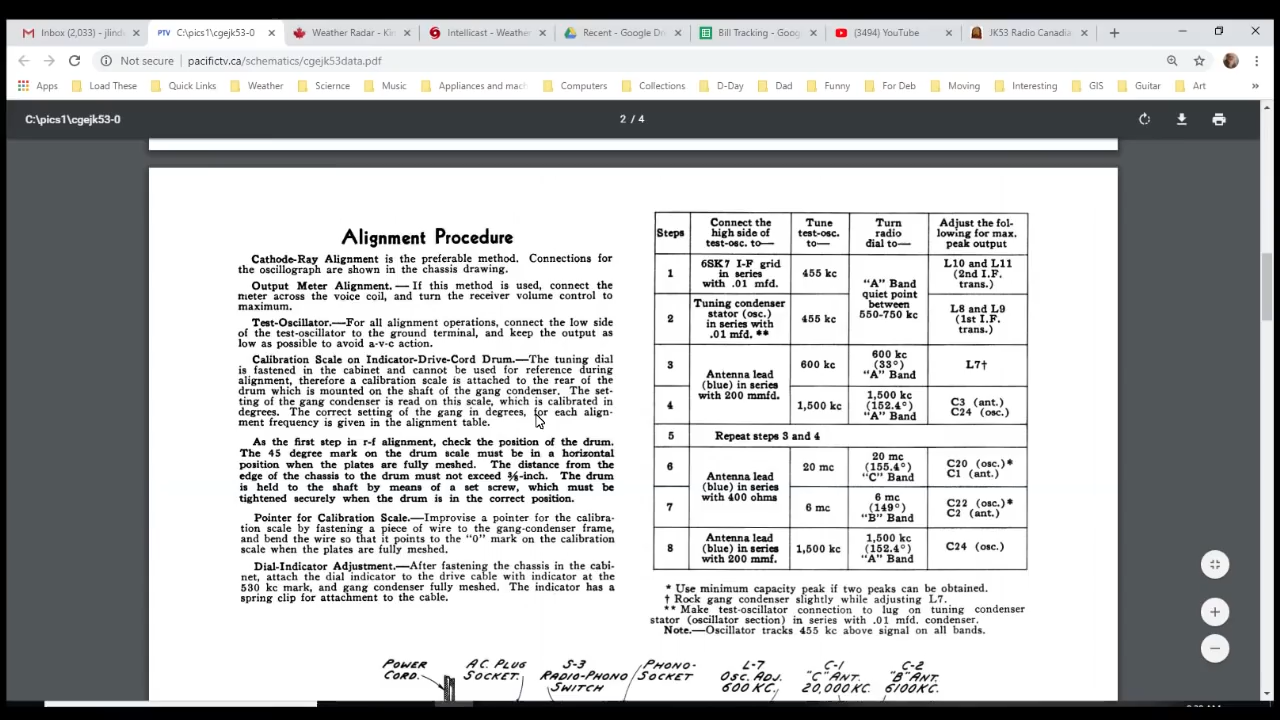 Inbox (2,033) - jlind
C:\pics1\cgejk53-0
Weather Radar - Kin
Intellicast - Weather
Recent - Google Dri
Bill Tracking - Goog
(3494) YouTube
JK53 Radio Canadia
Not secure
pacifictv.ca/schematics/cgejk53data.pdf
Apps
Load These
Quick Links
Weather
Scirence
Music
Appliances and mach
Computers
Collections
D-Day
Dad
Funny
For Deb
Moving
Interesting
GIS
Guitar
Art
C:\pics1\cgejk53-0
2 / 4
Alignment Procedure
Cathode-Ray Alignment is the preferable method. Connections for
the oscillograph are shown in the chassis drawing.
Output Meter Alignment. — If this method is used, connect the
meter across the voice coil, and turn the receiver volume control to
maximum.
Test-Oscillator.—For all alignment operations, connect the low side
of the test-oscillator to the ground terminal, and keep the output as
low as possible to avoid a-v-c action.
Calibration Scale on Indicator-Drive-Cord Drum.—The tuning dial
is fastened in the cabinet and cannot be used for reference during
alignment, therefore a calibration scale is attached to the rear of the
drum which is mounted on the shaft of the gang condenser. The set-
ting of the gang condenser is read on this scale, which is calibrated in
degrees. The correct setting of the gang in degrees, for each align-
ment frequency is given in the alignment table.
As the first step in r-f alignment, check the position of the drum.
The 45 degree mark on the drum scale must be in a horizontal
position when the plates are fully meshed. The distance from the
edge of the chassis to the drum must not exceed ⅜-inch. The drum
is held to the shaft by means of a set screw, which must be
tightened securely when the drum is in the correct position.
Pointer for Calibration Scale.—Improvise a pointer for the calibra-
tion scale by fastening a piece of wire to the gang-condenser frame,
and bend the wire so that it points to the "0" mark on the calibration
scale when the plates are fully meshed.
Dial-Indicator Adjustment.—After fastening the chassis in the cabi-
net, attach the dial indicator to the drive cable with indicator at the
530 kc mark, and gang condenser fully meshed. The indicator has a
spring clip for attachment to the cable.
Steps
Connect the
high side of
test-osc. to—
Tune
test-osc.
to—
Turn
radio
dial to—
Adjust the fol-
lowing for max.
peak output
1
6SK7 I-F grid
in series
with .01 mfd.
455 kc
"A" Band
quiet point
between
550-750 kc
L10 and L11
(2nd I.F.
trans.)
2
Tuning condenser
stator (osc.)
in series with
.01 mfd. **
455 kc
L8 and L9
(1st I.F.
trans.)
3
Antenna lead
(blue) in series
with 200 mmfd.
600 kc
600 kc
(33°)
"A" Band
L7†
4
1,500 kc
1,500 kc
(152.4°)
"A" Band
C3 (ant.)
C24 (osc.)
5
Repeat steps 3 and 4
6
Antenna lead
(blue) in series
with 400 ohms
20 mc
20 mc
(155.4°)
"C" Band
C20 (osc.)*
C1 (ant.)
7
6 mc
6 mc
(149°)
"B" Band
C22 (osc.)*
C2 (ant.)
8
Antenna lead
(blue) in series
with 200 mmf.
1,500 kc
1,500 kc
(152.4°)
"A" Band
C24 (osc.)
* Use minimum capacity peak if two peaks can be obtained.
† Rock gang condenser slightly while adjusting L7.
** Make test-oscillator connection to lug on tuning condenser
stator (oscillator section) in series with .01 mfd. condenser.
Note.—Oscillator tracks 455 kc above signal on all bands.
POWER
CORD.
A.C. PLUG
SOCKET.
S-3
RADIO-PHONO
SWITCH
PHONO-
SOCKET
L-7
OSC. ADJ.
600 KC.
C-1
"C" ANT.
20,000 KC.
C-2
"B" ANT.
6100 KC.